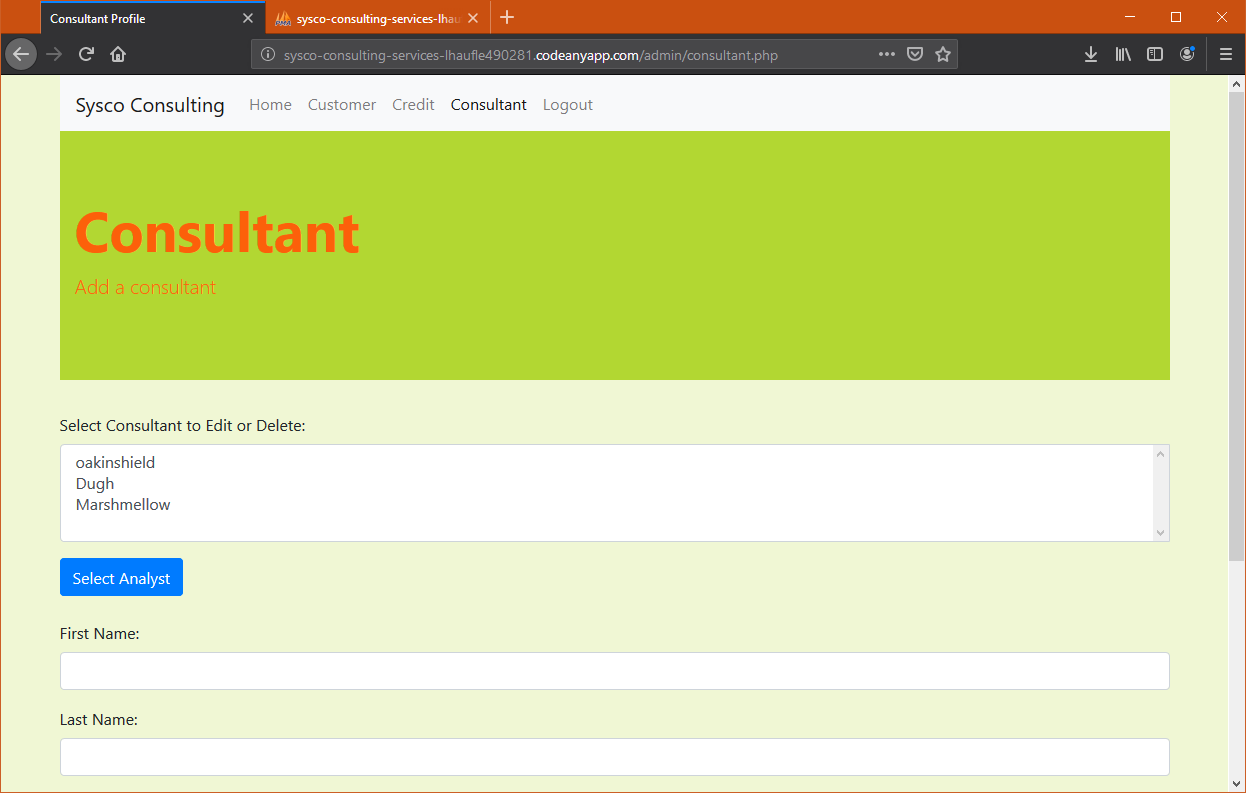 Consultant Profile
sysco-consulting-services-lhau
sysco-consulting-services-lhaufle490281.codeanyapp.com/admin/consultant.php
Sysco Consulting Home Customer Credit Consultant Logout
Consultant
Add a consultant
Select Consultant to Edit or Delete:
oakinshield
Dugh
Marshmellow
Select Analyst
First Name:
Last Name: